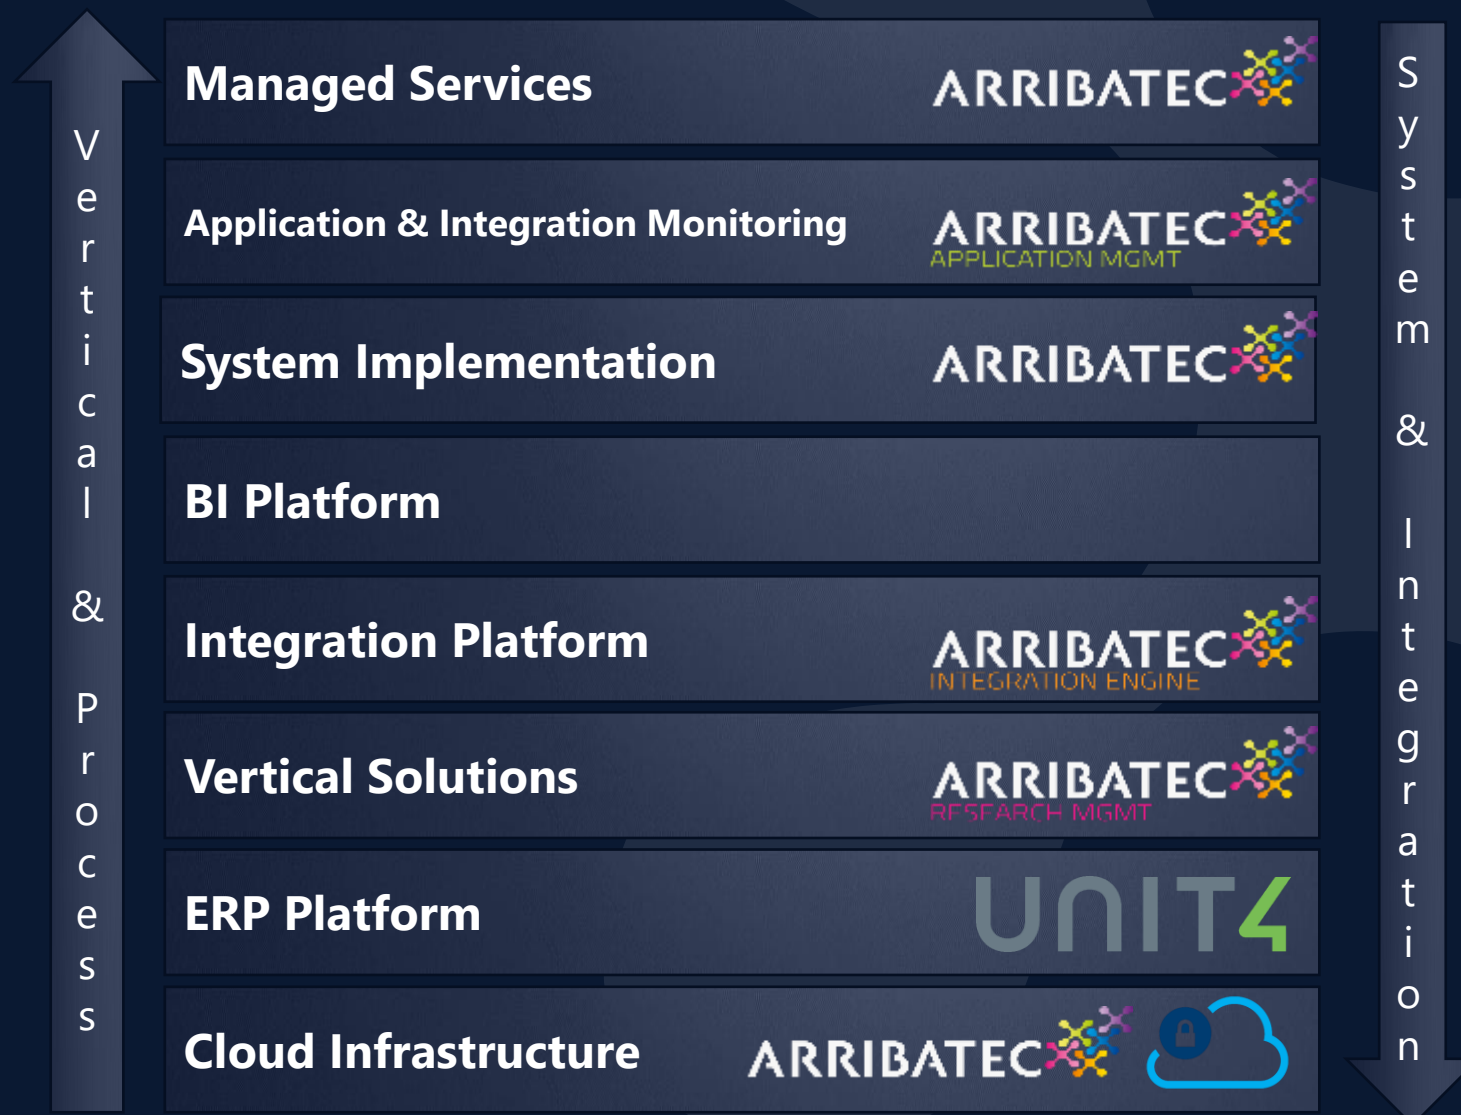 Vertical & Process
Managed Services
ARRIBATEC
Application & Integration Monitoring
ARRIBATEC
APPLICATION MGMT
System Implementation
ARRIBATEC
BI Platform
Integration Platform
ARRIBATEC
INTEGRATION ENGINE
Vertical Solutions
ARRIBATEC
RESEARCH MGMT
ERP Platform
UNIT4
Cloud Infrastructure
ARRIBATEC
System & Integration